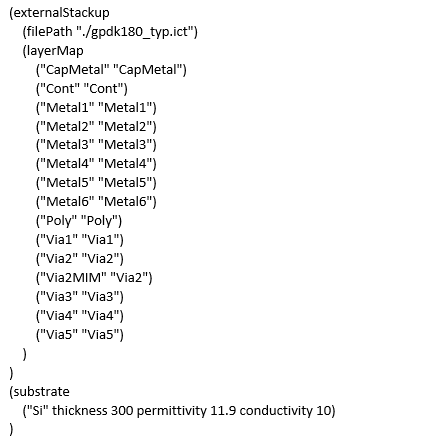 (externalStackup
(filePath "./gpdk180_typ.ict")
(layerMap
("CapMetal" "CapMetal")
("Cont" "Cont")
("Metal1" "Metal1")
("Metal2" "Metal2")
("Metal3" "Metal3")
("Metal4" "Metal4")
("Metal5" "Metal5")
("Metal6" "Metal6")
("Poly" "Poly")
("Via1" "Via1")
("Via2" "Via2")
("Via2MIM" "Via2")
("Via3" "Via3")
("Via4" "Via4")
("Via5" "Via5")
)
)
(substrate
("Si" thickness 300 permittivity 11.9 conductivity 10)
)